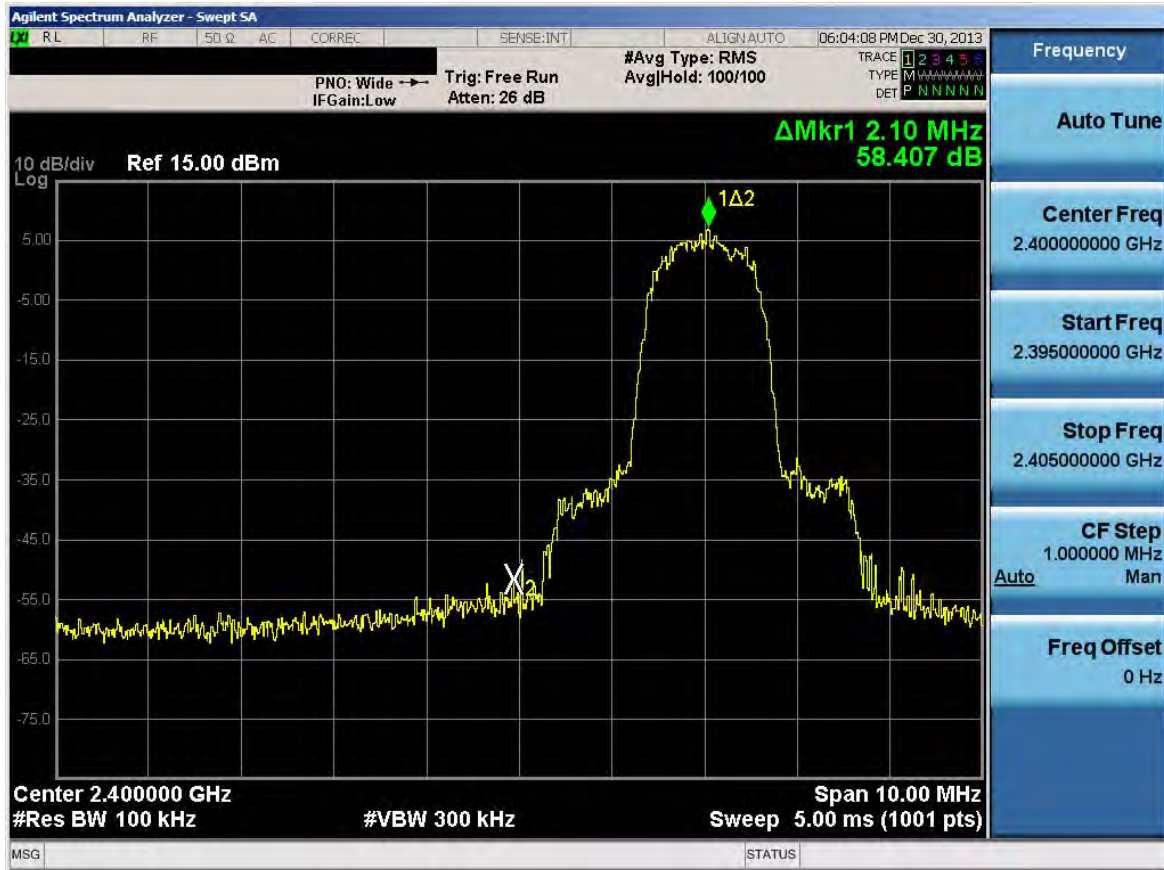 Agilent Spectrum Analyzer - Swept SA
LXI RL RF 50 Ω AC CORREC SENSE:INT ALIGNAUTO 06:04:08 PM Dec 30, 2013
PNO: Wide
IFGain:Low
Trig: Free Run
Atten: 26 dB
#Avg Type: RMS
Avg|Hold: 100/100
TRACE 1 2 3 4 5 6
TYPE M
DET P N N N N N
ΔMkr1 2.10 MHz
58.407 dB
10 dB/div Ref 15.00 dBm
Log
1Δ2
5.00
-5.00
-15.0
-25.0
-35.0
-45.0
X2
-55.0
-65.0
-75.0
Center 2.400000 GHz Span 10.00 MHz
#Res BW 100 kHz #VBW 300 kHz Sweep 5.00 ms (1001 pts)
MSG STATUS
Frequency
Auto Tune
Center Freq
2.400000000 GHz
Start Freq
2.395000000 GHz
Stop Freq
2.405000000 GHz
CF Step
1.000000 MHz
Auto Man
Freq Offset
0 Hz